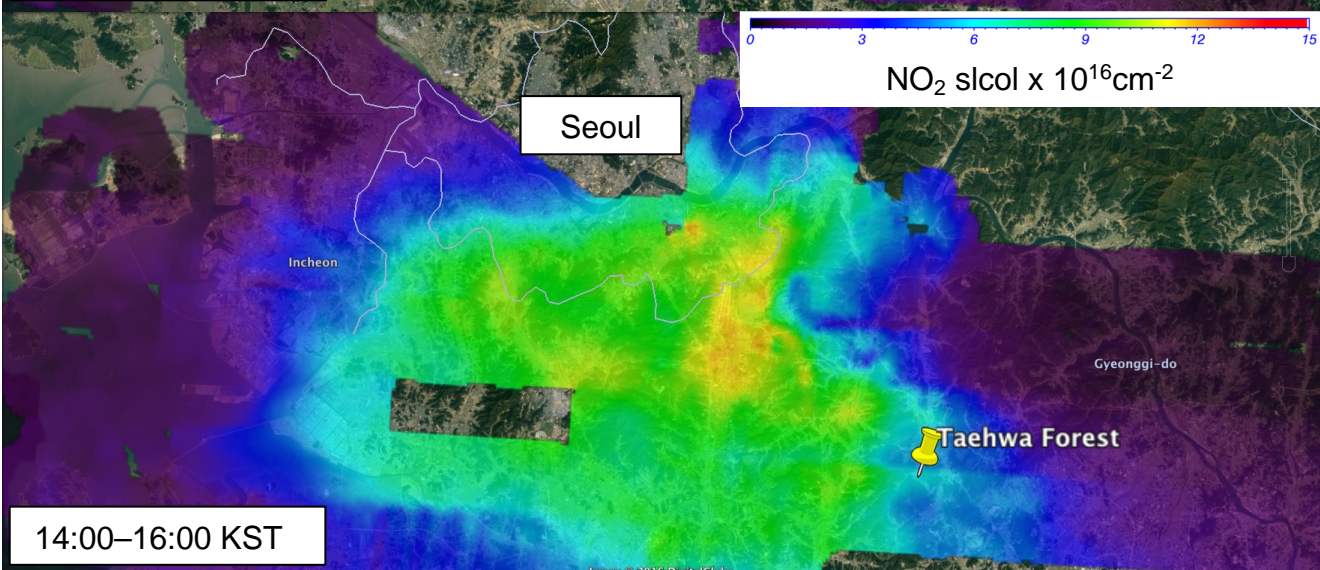 0 3 6 9 12 15
NO₂ slcol x 10¹⁶cm⁻²
Seoul
Incheon
Gyeonggi-do
Taehwa Forest
14:00–16:00 KST